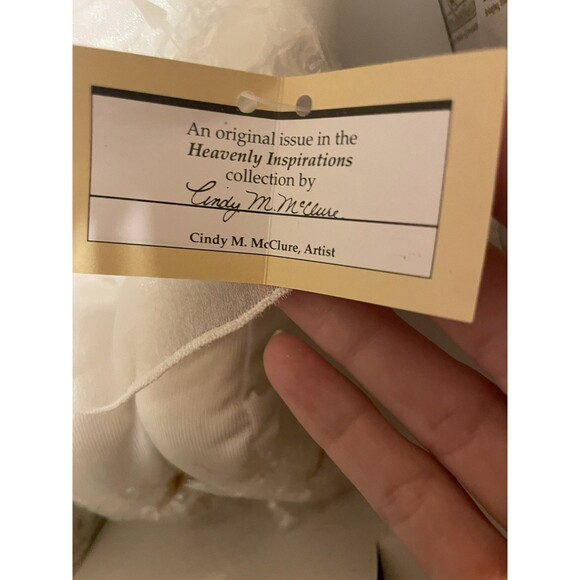 An original issue in the
Heavenly Inspirations
collection by
Cindy M. McClure
Cindy M. McClure, Artist